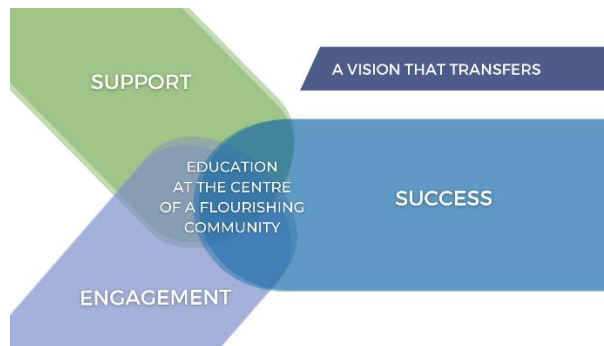 SUPPORT
A VISION THAT TRANSFERS
EDUCATION
AT THE CENTRE
OF A FLOURISHING
COMMUNITY
SUCCESS
ENGAGEMENT